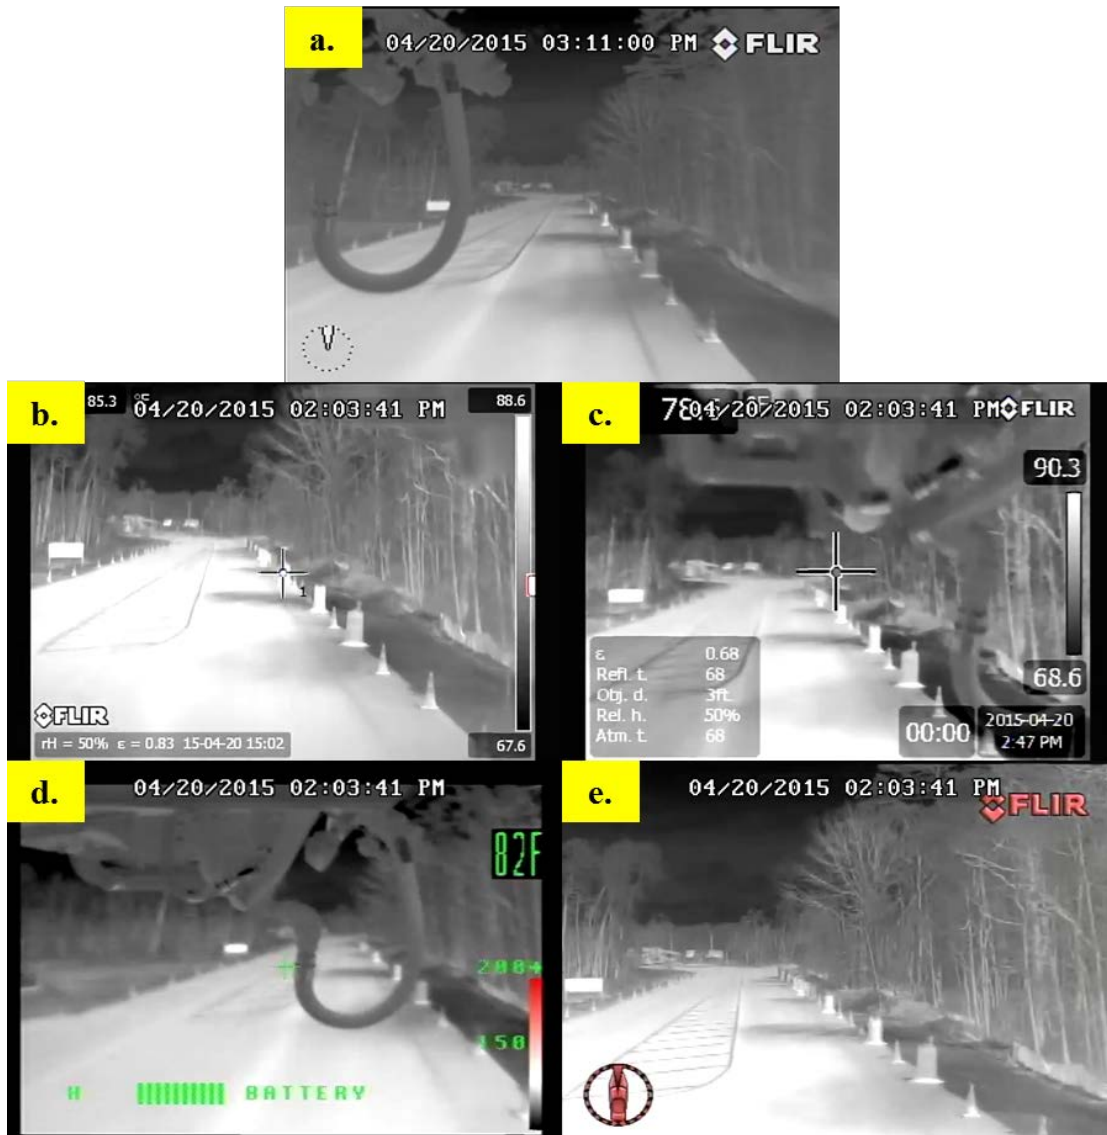 a.
04/20/2015 03:11:00 PM FLIR
b.
85.3 °F
04/20/2015 02:03:41 PM
88.6
1
FLIR
rH = 50% ε = 0.83 15-04-20 15:02
67.6
c.
04/20/2015 02:03:41 PM FLIR
90.3
ε 0.68
Refl. t. 68
Obj. d. 3ft.
Rel. h. 50%
Atm. t. 68
68.6
00:00
2015-04-20
2:47 PM
d.
04/20/2015 02:03:41 PM
82F
150
H BATTERY
e.
04/20/2015 02:03:41 PM
FLIR